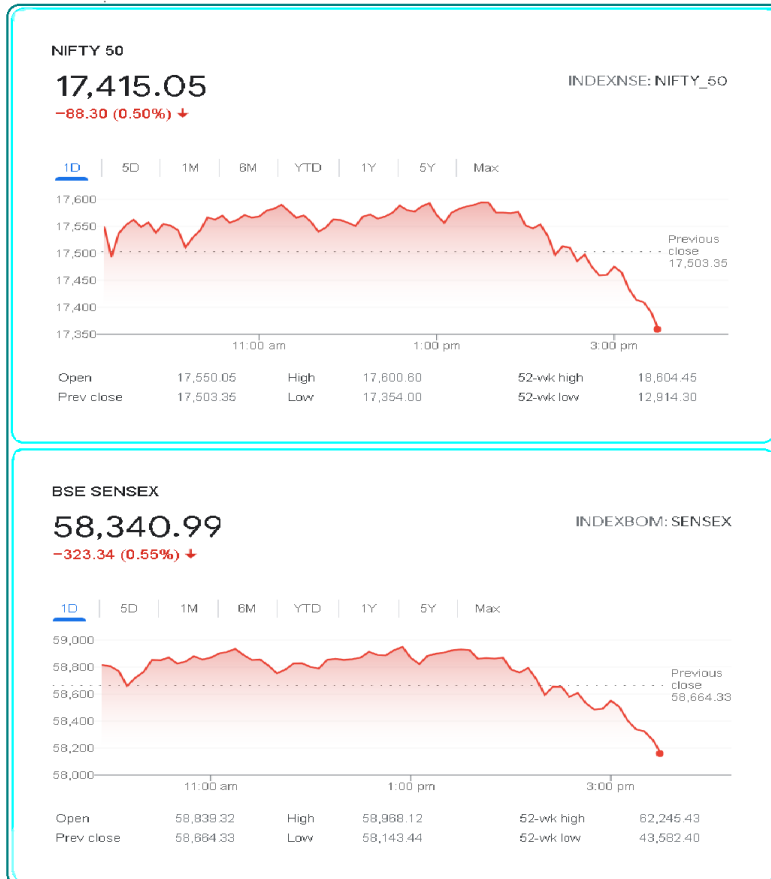 NIFTY 50
17,415.05
INDEXNSE: NIFTY_50
−88.30 (0.50%) ↓
1D 5D 1M 6M YTD 1Y 5Y Max
17,600
17,550
17,500
17,450
17,400
17,350
Previous
close
17,503.35
11:00 am 1:00 pm 3:00 pm
Open 17,550.05 High 17,600.60 52-wk high 18,604.45
Prev close 17,503.35 Low 17,354.00 52-wk low 12,914.30
BSE SENSEX
58,340.99
INDEXBOM: SENSEX
−323.34 (0.55%) ↓
1D 5D 1M 6M YTD 1Y 5Y Max
59,000
58,800
58,600
58,400
58,200
58,000
Previous
close
58,664.33
11:00 am 1:00 pm 3:00 pm
Open 58,839.32 High 58,968.12 52-wk high 62,245.43
Prev close 58,664.33 Low 58,143.44 52-wk low 43,582.40